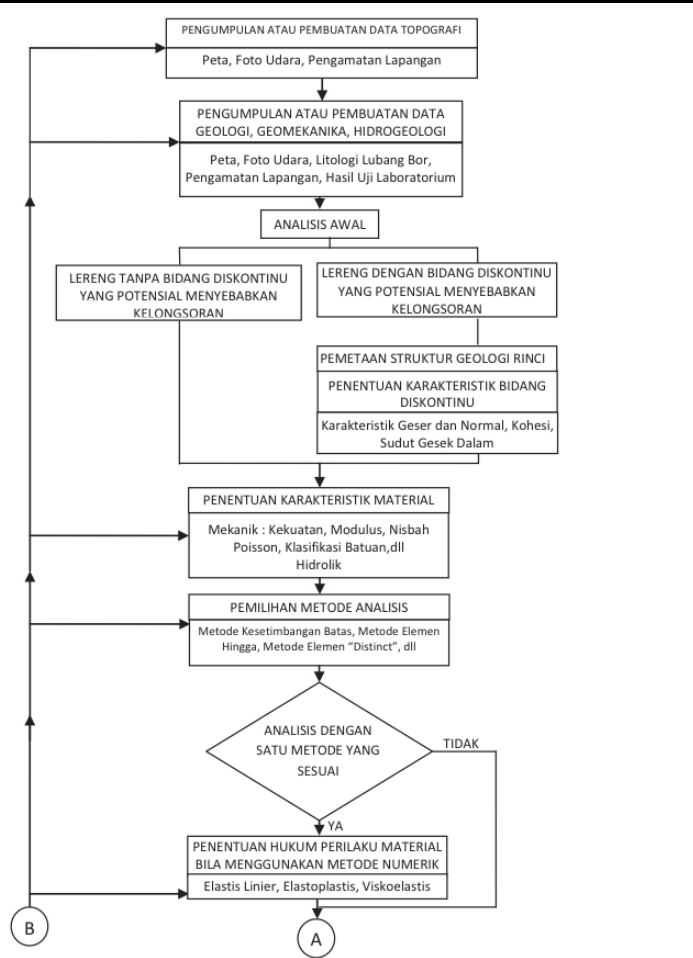 PENGUMPULAN ATAU PEMBUATAN DATA TOPOGRAFI
Peta, Foto Udara, Pengamatan Lapangan
PENGUMPULAN ATAU PEMBUATAN DATA
GEOLOGI, GEOMEKANIKA, HIDROGEOLOGI
Peta, Foto Udara, Litologi Lubang Bor,
Pengamatan Lapangan, Hasil Uji Laboratorium
ANALISIS AWAL
LERENG TANPA BIDANG DISKONTINU
YANG POTENSIAL MENYEBABKAN
KELONGSORAN
LERENG DENGAN BIDANG DISKONTINU
YANG POTENSIAL MENYEBABKAN
KELONGSORAN
PEMETAAN STRUKTUR GEOLOGI RINCI
PENENTUAN KARAKTERISTIK BIDANG
DISKONTINU
Karakteristik Geser dan Normal, Kohesi,
Sudut Gesek Dalam
PENENTUAN KARAKTERISTIK MATERIAL
Mekanik : Kekuatan, Modulus, Nisbah
Poisson, Klasifikasi Batuan,dll
Hidrolik
PEMILIHAN METODE ANALISIS
Metode Kesetimbangan Batas, Metode Elemen
Hingga, Metode Elemen “Distinct”, dll
ANALISIS DENGAN
SATU METODE YANG
SESUAI
TIDAK
YA
PENENTUAN HUKUM PERILAKU MATERIAL
BILA MENGGUNAKAN METODE NUMERIK
Elastis Linier, Elastoplastis, Viskoelastis
B
A